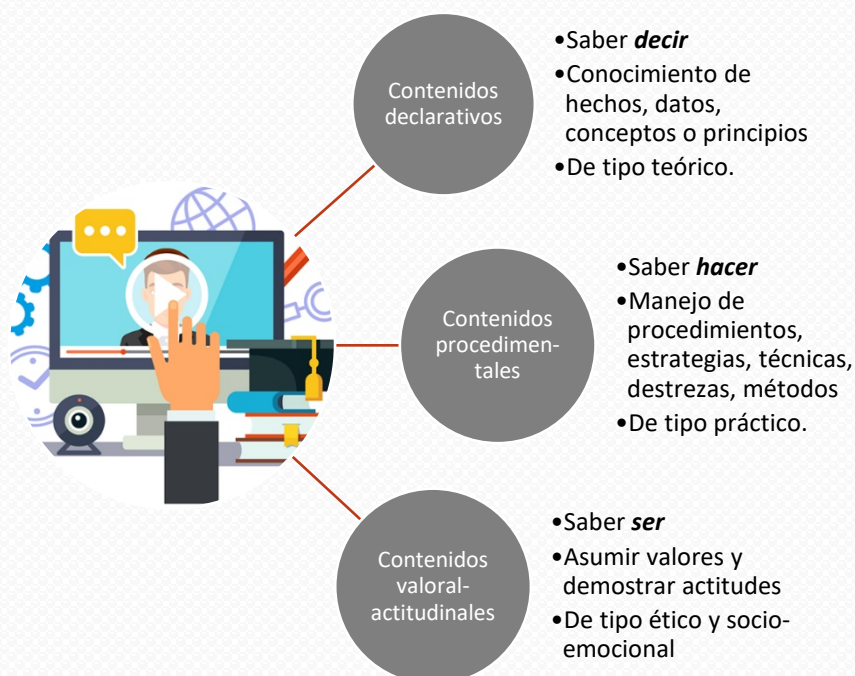 Contenidos
declarativos
•Saber decir
•Conocimiento de
hechos, datos,
conceptos o principios
•De tipo teórico.
Contenidos
procedimen-
tales
•Saber hacer
•Manejo de
procedimientos,
estrategias, técnicas,
destrezas, métodos
•De tipo práctico.
Contenidos
valoral-
actitudinales
•Saber ser
•Asumir valores y
demostrar actitudes
•De tipo ético y socio-
emocional